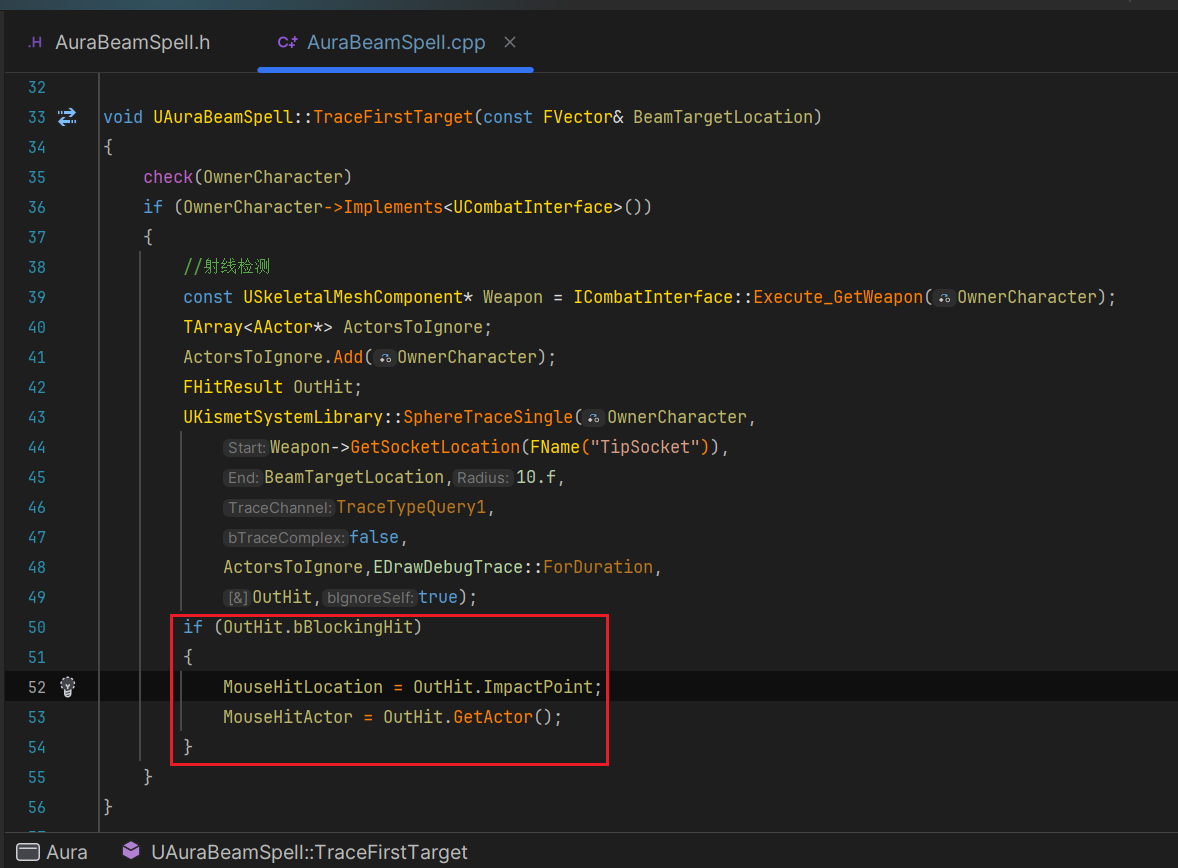 .H AuraBeamSpell.h C++ AuraBeamSpell.cpp ×
32
33 void UAuraBeamSpell::TraceFirstTarget(const FVector& BeamTargetLocation)
34 {
35 check(OwnerCharacter)
36 if (OwnerCharacter->Implements<UCombatInterface>())
37 {
38 //射线检测
39 const USkeletalMeshComponent* Weapon = ICombatInterface::Execute_GetWeapon(OwnerCharacter);
40 TArray<AActor*> ActorsToIgnore;
41 ActorsToIgnore.Add(OwnerCharacter);
42 FHitResult OutHit;
43 UKismetSystemLibrary::SphereTraceSingle(OwnerCharacter,
44 Start:Weapon->GetSocketLocation(FName("TipSocket")),
45 End:BeamTargetLocation,Radius:10.f,
46 TraceChannel:TraceTypeQuery1,
47 bTraceComplex:false,
48 ActorsToIgnore,EDrawDebugTrace::ForDuration,
49 [&]OutHit,bIgnoreSelf:true);
50 if (OutHit.bBlockingHit)
51 {
52 MouseHitLocation = OutHit.ImpactPoint;
53 MouseHitActor = OutHit.GetActor();
54 }
55 }
56 }
Aura UAuraBeamSpell::TraceFirstTarget